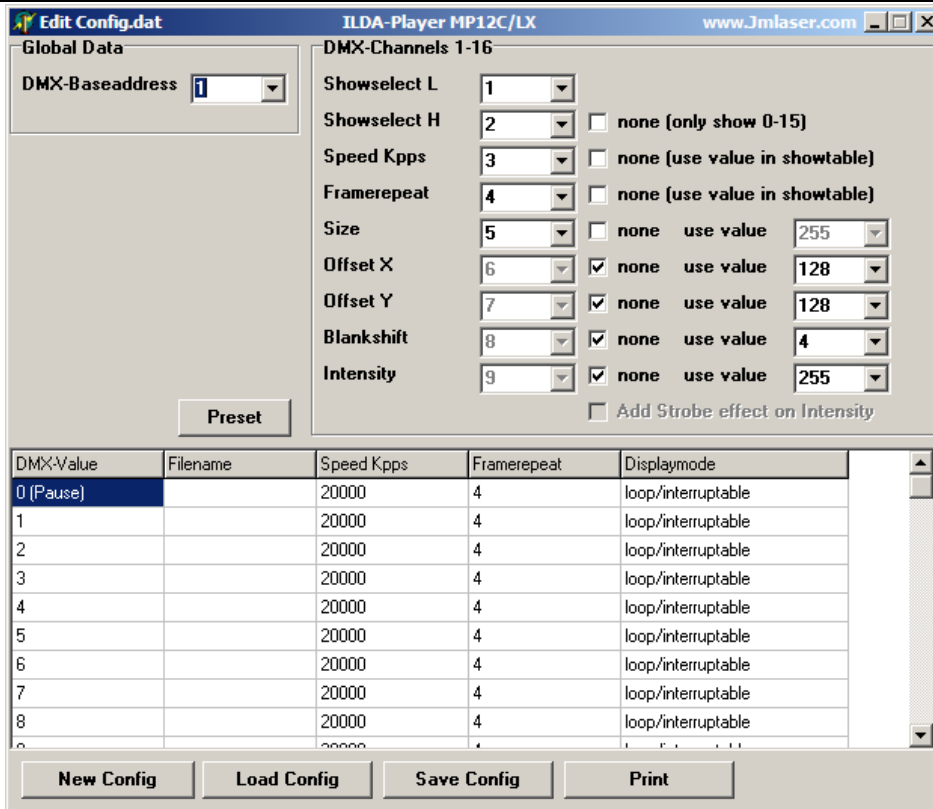 Edit Config.dat ILDA-Player MP12C/LX www.Jmlaser.com
Global Data
DMX-Baseaddress 1
Preset
DMX-Channels 1-16
Showselect L 1
Showselect H 2 none (only show 0-15)
Speed Kpps 3 none (use value in showtable)
Framerepeat 4 none (use value in showtable)
Size 5 none use value 255
Offset X 6 none use value 128
Offset Y 7 none use value 128
Blankshift 8 none use value 4
Intensity 9 none use value 255
Add Strobe effect on Intensity
DMX-Value Filename Speed Kpps Framerepeat Displaymode
0 (Pause) 20000 4 loop/interruptable
1 20000 4 loop/interruptable
2 20000 4 loop/interruptable
3 20000 4 loop/interruptable
4 20000 4 loop/interruptable
5 20000 4 loop/interruptable
6 20000 4 loop/interruptable
7 20000 4 loop/interruptable
8 20000 4 loop/interruptable
New Config Load Config Save Config Print